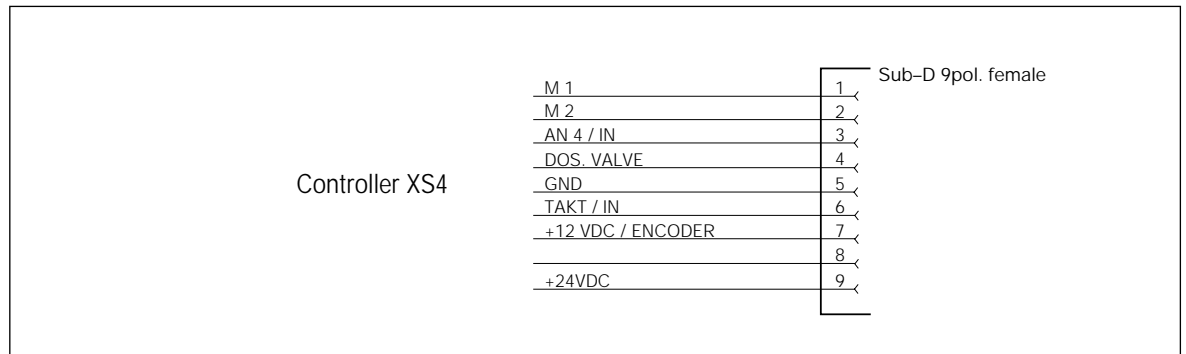 Sub–D 9pol. female
M 1 1
M 2 2
AN 4 / IN 3
DOS. VALVE 4
Controller XS4
GND 5
TAKT / IN 6
+12 VDC / ENCODER 7
8
+24VDC 9